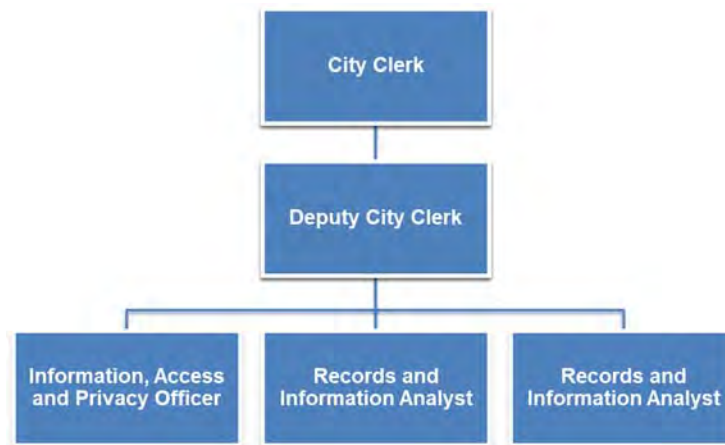 City Clerk
Deputy City Clerk
Information, Access
and Privacy Officer
Records and
Information Analyst
Records and
Information Analyst